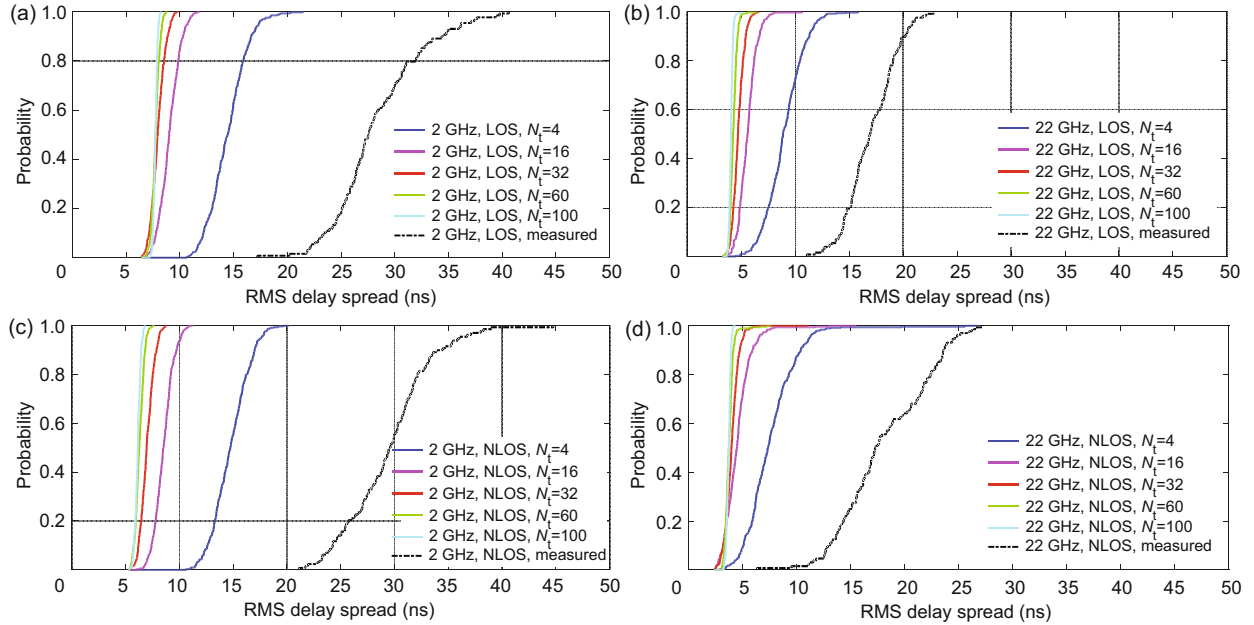 (a)
Probability
1.0
0.8
0.6
0.4
0.2
2 GHz, LOS, Nt=4
2 GHz, LOS, Nt=16
2 GHz, LOS, Nt=32
2 GHz, LOS, Nt=60
2 GHz, LOS, Nt=100
2 GHz, LOS, measured
0 5 10 15 20 25 30 35 40 45 50
RMS delay spread (ns)
(b)
Probability
1.0
0.8
0.6
0.4
0.2
22 GHz, LOS, Nt=4
22 GHz, LOS, Nt=16
22 GHz, LOS, Nt=32
22 GHz, LOS, Nt=60
22 GHz, LOS, Nt=100
22 GHz, LOS, measured
0 5 10 15 20 25 30 35 40 45 50
RMS delay spread (ns)
(c)
Probability
1.0
0.8
0.6
0.4
0.2
2 GHz, NLOS, Nt=4
2 GHz, NLOS, Nt=16
2 GHz, NLOS, Nt=32
2 GHz, NLOS, Nt=60
2 GHz, NLOS, Nt=100
2 GHz, NLOS, measured
0 5 10 15 20 25 30 35 40 45 50
RMS delay spread (ns)
(d)
Probability
1.0
0.8
0.6
0.4
0.2
22 GHz, NLOS, Nt=4
22 GHz, NLOS, Nt=16
22 GHz, NLOS, Nt=32
22 GHz, NLOS, Nt=60
22 GHz, NLOS, Nt=100
22 GHz, NLOS, measured
0 5 10 15 20 25 30 35 40 45 50
RMS delay spread (ns)